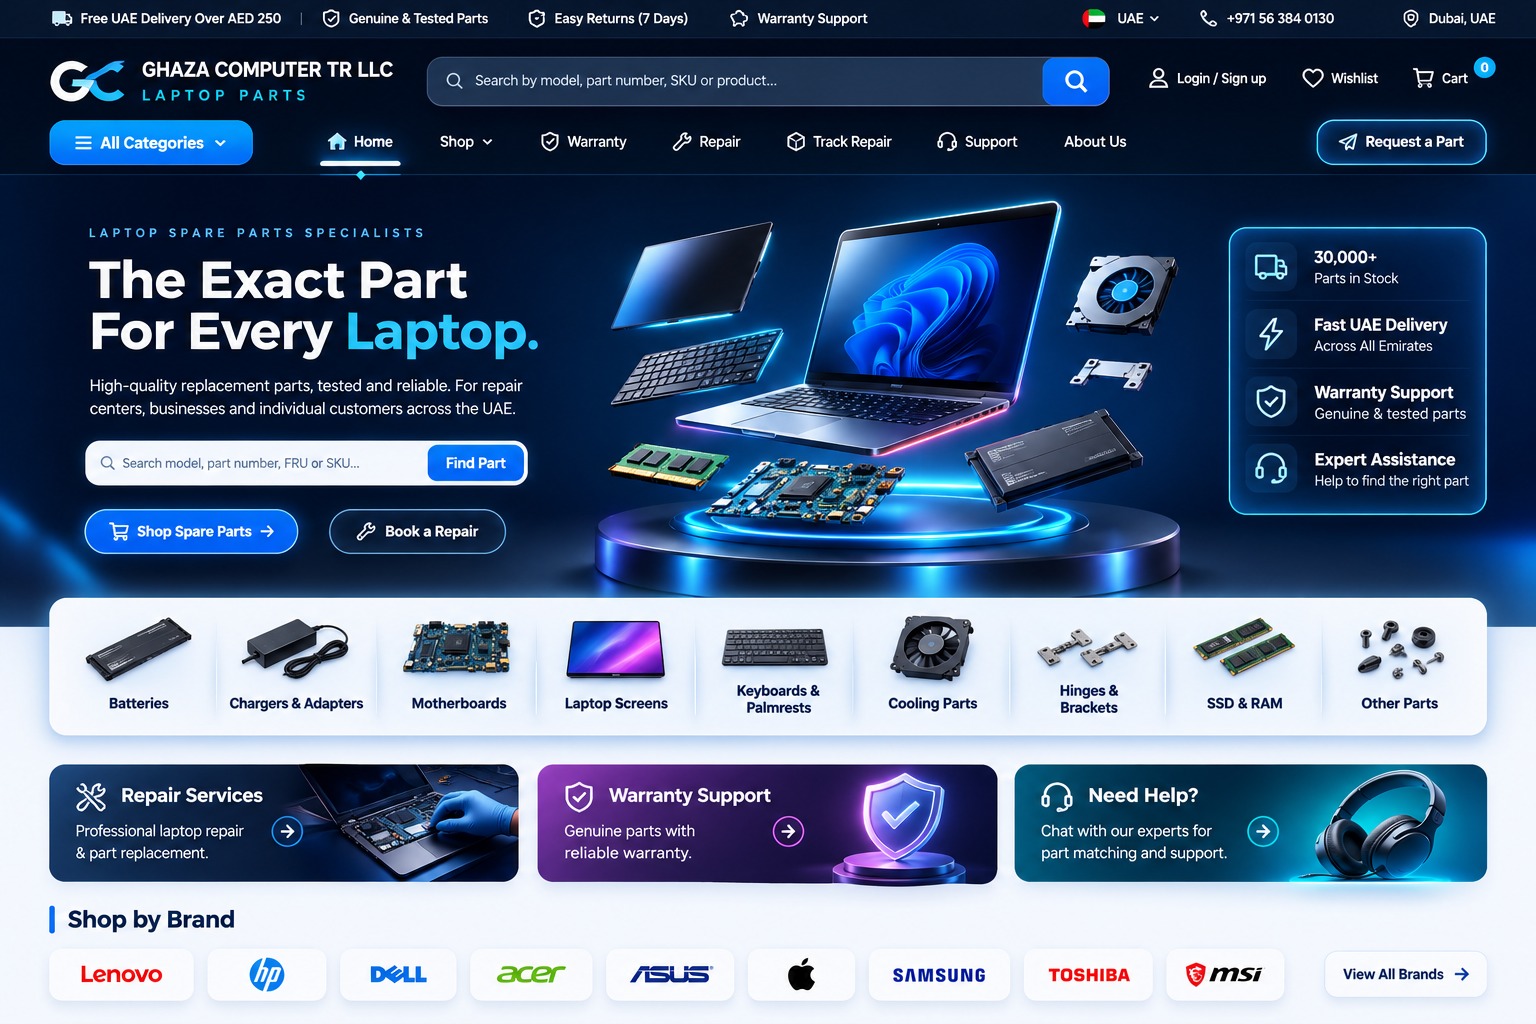 Free UAE Delivery Over AED 250
Genuine & Tested Parts
Easy Returns (7 Days)
Warranty Support
UAE
+971 56 384 0130
Dubai, UAE
GC
GHAZA COMPUTER TR LLC
LAPTOP PARTS
Search by model, part number, SKU or product...
Login / Sign up
Wishlist
Cart
0
All Categories
Home
Shop
Warranty
Repair
Track Repair
Support
About Us
Request a Part
LAPTOP SPARE PARTS SPECIALISTS
The Exact Part
For Every Laptop.
High-quality replacement parts, tested and reliable. For repair
centers, businesses and individual customers across the UAE.
Search model, part number, FRU or SKU...
Find Part
Shop Spare Parts
Book a Repair
30,000+
Parts in Stock
Fast UAE Delivery
Across All Emirates
Warranty Support
Genuine & tested parts
Expert Assistance
Help to find the right part
Batteries
Chargers & Adapters
Motherboards
Laptop Screens
Keyboards &
Palmrests
Cooling Parts
Hinges &
Brackets
SSD & RAM
Other Parts
Repair Services
Professional laptop repair
& part replacement.
Warranty Support
Genuine parts with
reliable warranty.
Need Help?
Chat with our experts for
part matching and support.
Shop by Brand
Lenovo
hp
DELL
acer
ASUS
SAMSUNG
TOSHIBA
msi
View All Brands